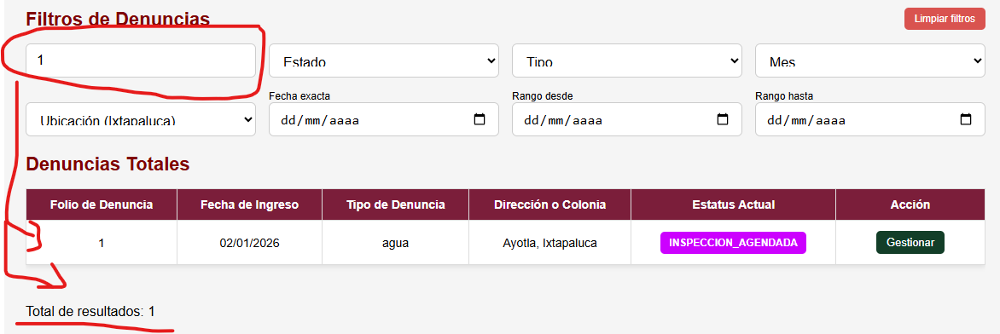 Filtros de Denuncias
Limpiar filtros
1
Estado
Tipo
Mes
Fecha exacta
Rango desde
Rango hasta
Ubicación (Ixtapaluca)
dd/mm/aaaa
dd/mm/aaaa
dd/mm/aaaa
Denuncias Totales
Folio de Denuncia Fecha de Ingreso Tipo de Denuncia Dirección o Colonia Estatus Actual Acción
1 02/01/2026 agua Ayotla, Ixtapaluca INSPECCION_AGENDADA Gestionar
Total de resultados: 1